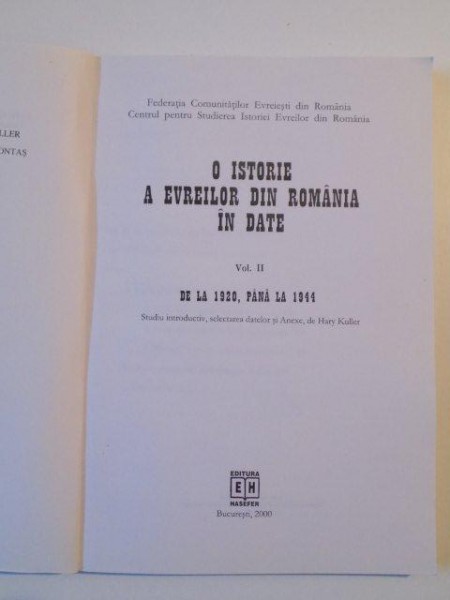 LLER
ONTAȘ
Federația Comunităților Evreiești din România
Centrul pentru Studierea Istoriei Evreilor din România
O ISTORIE
A EVREILOR DIN ROMÂNIA
ÎN DATE
Vol. II
DE LA 1920, PÂNĂ LA 1944
Studiu introductiv, selectarea datelor și Anexe, de Hary Kuller
EDITURA
E H
HASEFER
București, 2000